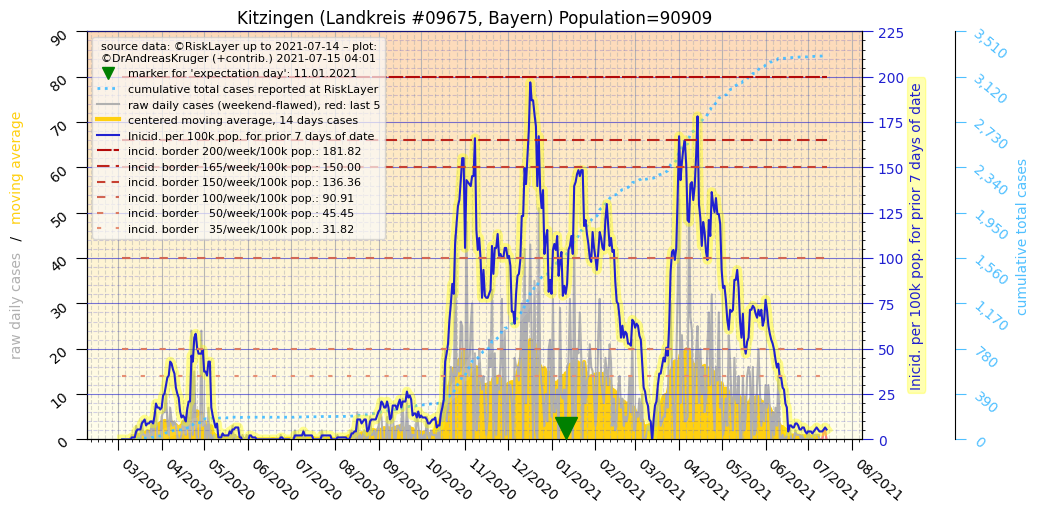 Kitzingen (Landkreis #09675, Bayern) Population=90909
source data: ©RiskLayer up to 2021-07-14 – plot:
©DrAndreasKruger (+contrib.) 2021-07-15 04:01
marker for 'expectation day': 11.01.2021
cumulative total cases reported at RiskLayer
raw daily cases (weekend-flawed), red: last 5
centered moving average, 14 days cases
Inicid. per 100k pop. for prior 7 days of date
incid. border 200/week/100k pop.: 181.82
incid. border 165/week/100k pop.: 150.00
incid. border 150/week/100k pop.: 136.36
incid. border 100/week/100k pop.: 90.91
incid. border 50/week/100k pop.: 45.45
incid. border 35/week/100k pop.: 31.82
raw daily cases / moving average
90
80
70
60
50
40
30
20
10
0
03/2020
04/2020
05/2020
06/2020
07/2020
08/2020
09/2020
10/2020
11/2020
12/2020
01/2021
02/2021
03/2021
04/2021
05/2021
06/2021
07/2021
08/2021
225
200
175
150
125
100
75
50
25
0
Inicid. per 100k pop. for prior 7 days of date
3,510
3,120
2,730
2,340
1,950
1,560
1,170
780
390
0
cumulative total cases